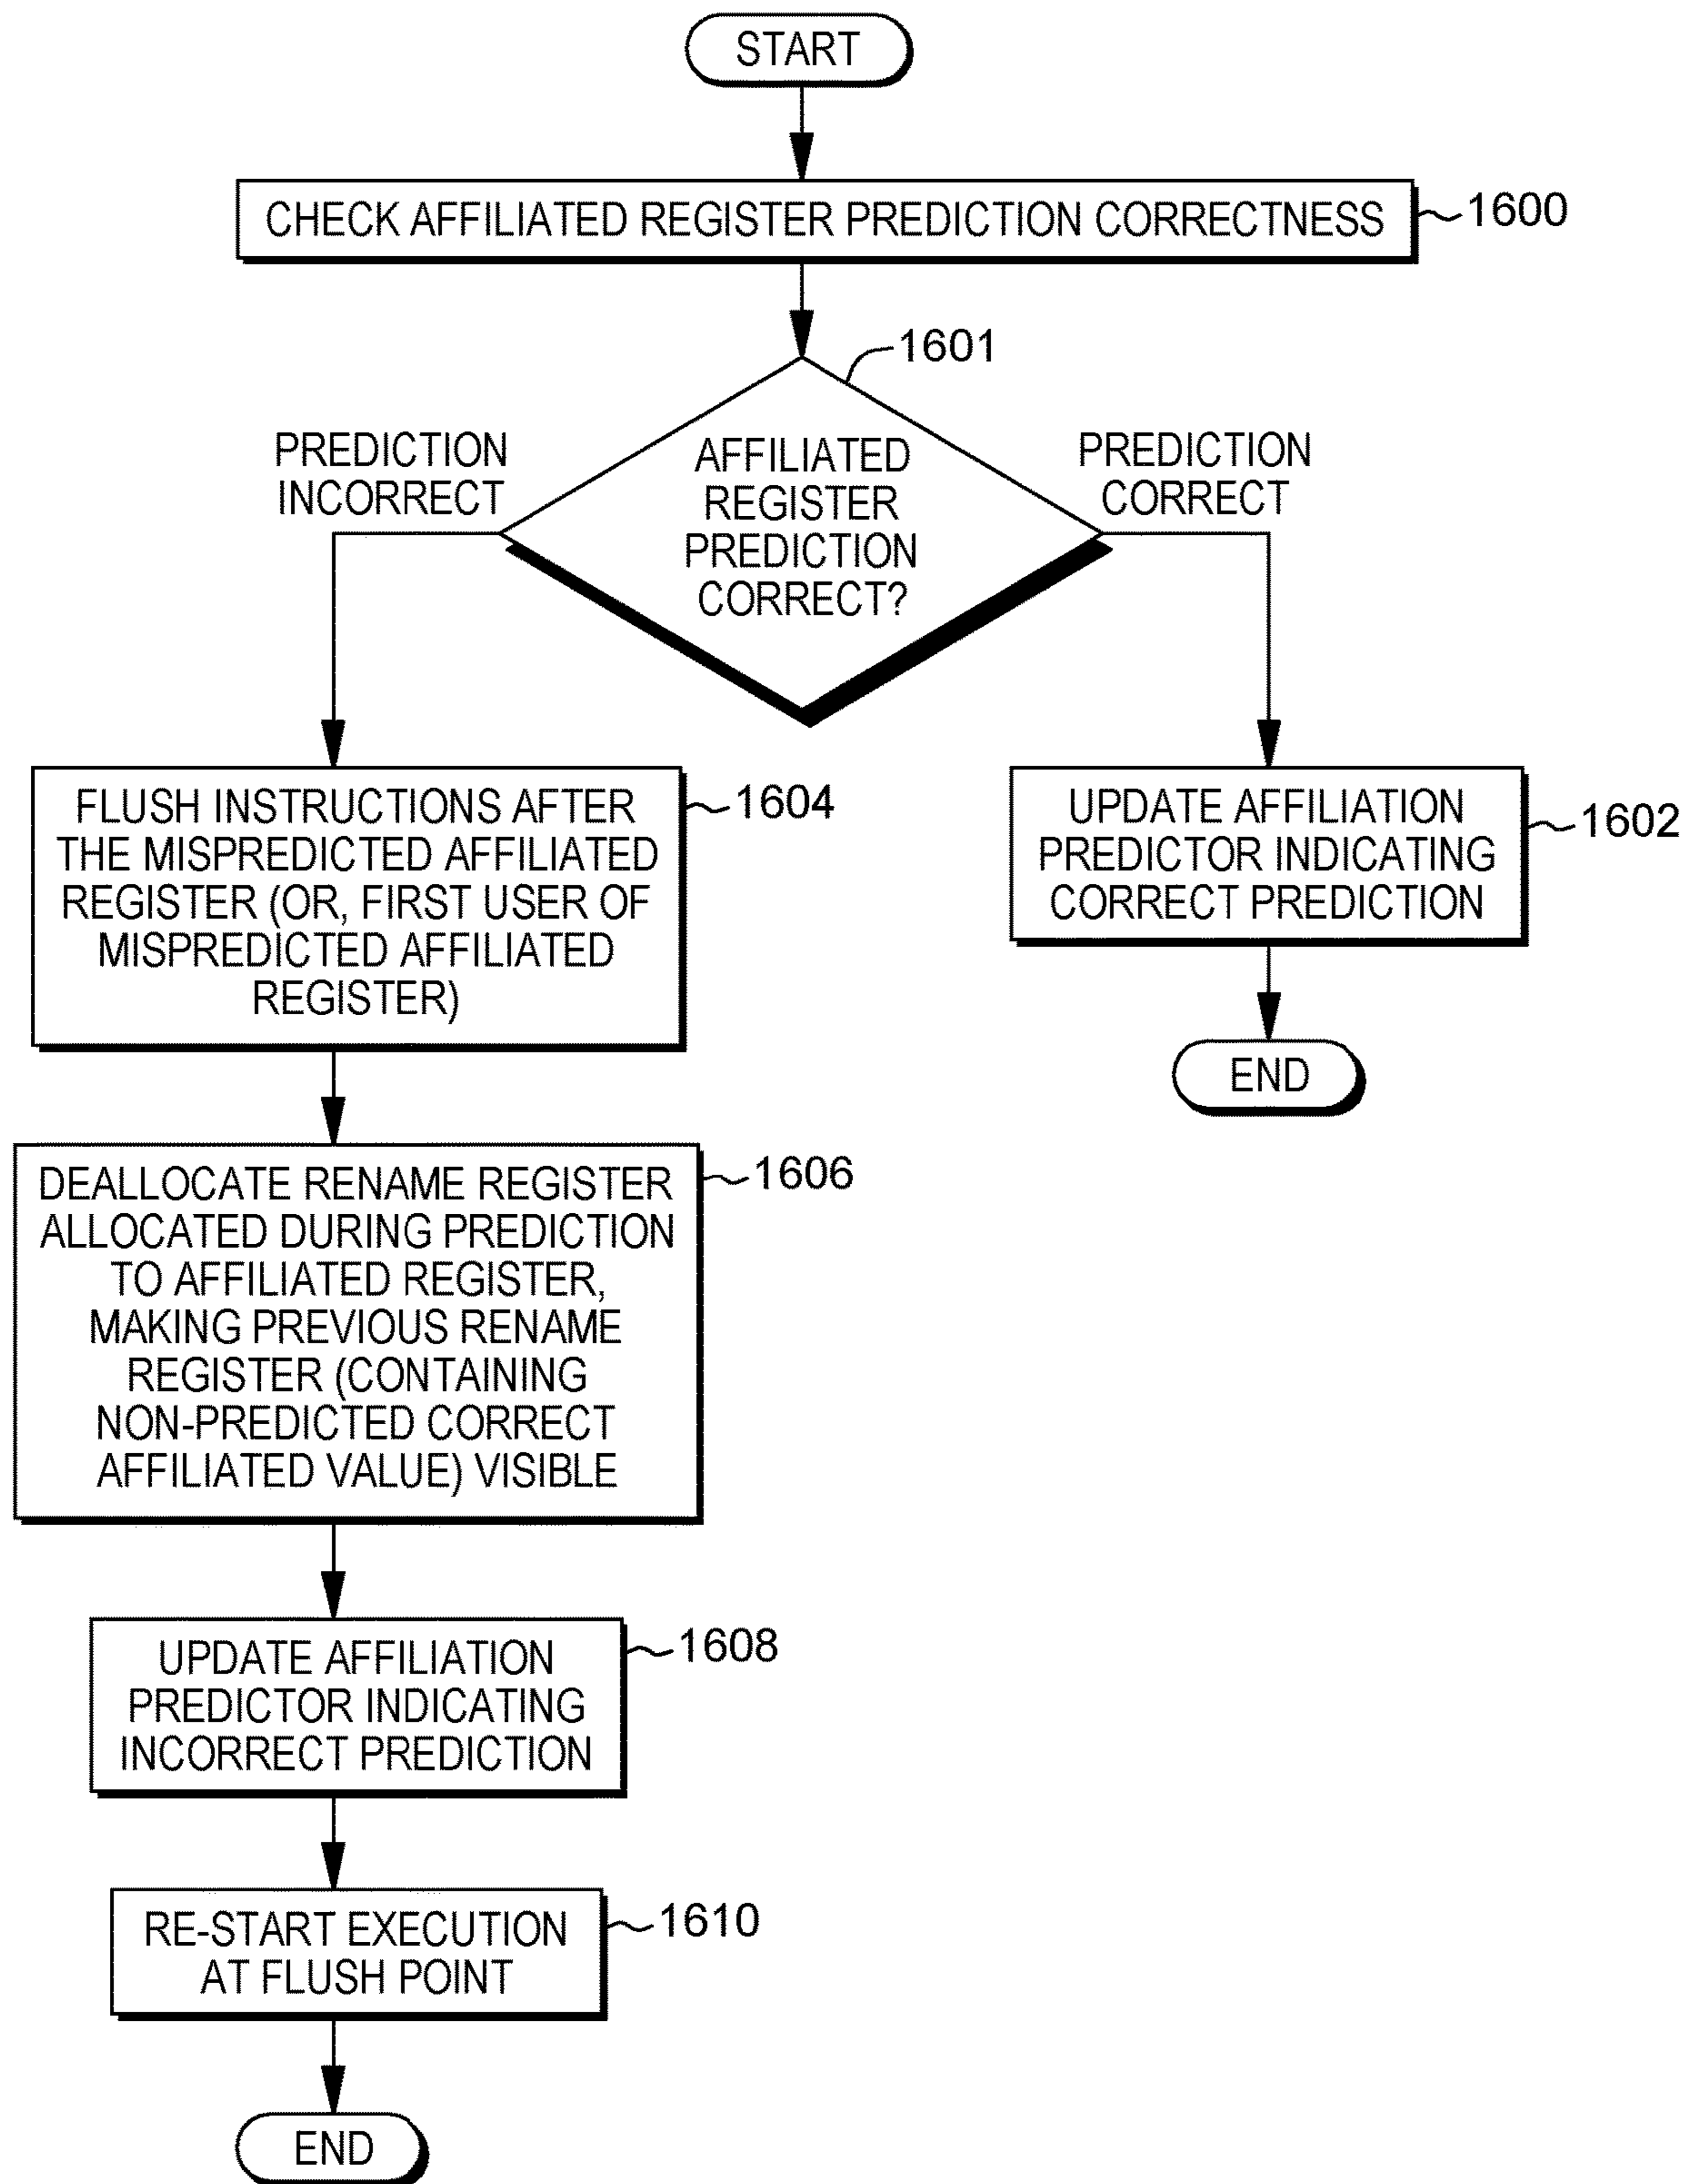 START
CHECK AFFILIATED REGISTER PREDICTION CORRECTNESS
1600
1601
AFFILIATED
REGISTER
PREDICTION
CORRECT?
PREDICTION
INCORRECT
PREDICTION
CORRECT
FLUSH INSTRUCTIONS AFTER
THE MISPREDICTED AFFILIATED
REGISTER (OR, FIRST USER OF
MISPREDICTED AFFILIATED
REGISTER)
1604
UPDATE AFFILIATION
PREDICTOR INDICATING
CORRECT PREDICTION
1602
END
DEALLOCATE RENAME REGISTER
ALLOCATED DURING PREDICTION
TO AFFILIATED REGISTER,
MAKING PREVIOUS RENAME
REGISTER (CONTAINING
NON-PREDICTED CORRECT
AFFILIATED VALUE) VISIBLE
1606
UPDATE AFFILIATION
PREDICTOR INDICATING
INCORRECT PREDICTION
1608
RE-START EXECUTION
AT FLUSH POINT
1610
END